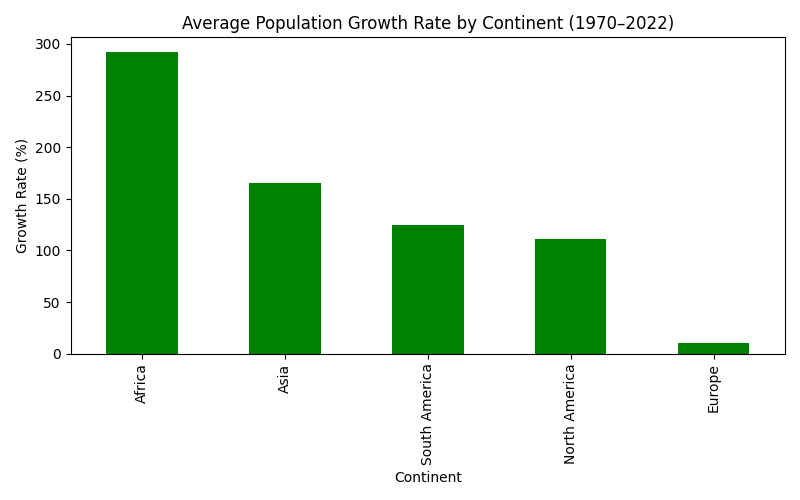 Average Population Growth Rate by Continent (1970–2022)
Growth Rate (%)
300
250
200
150
100
50
0
Africa
Asia
South America
North America
Europe
Continent